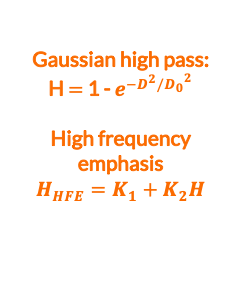 Gaussian high pass:
H = 1 - e^{-D^2/D_0^2}
High frequency
emphasis
H_{HFE} = K_1 + K_2H